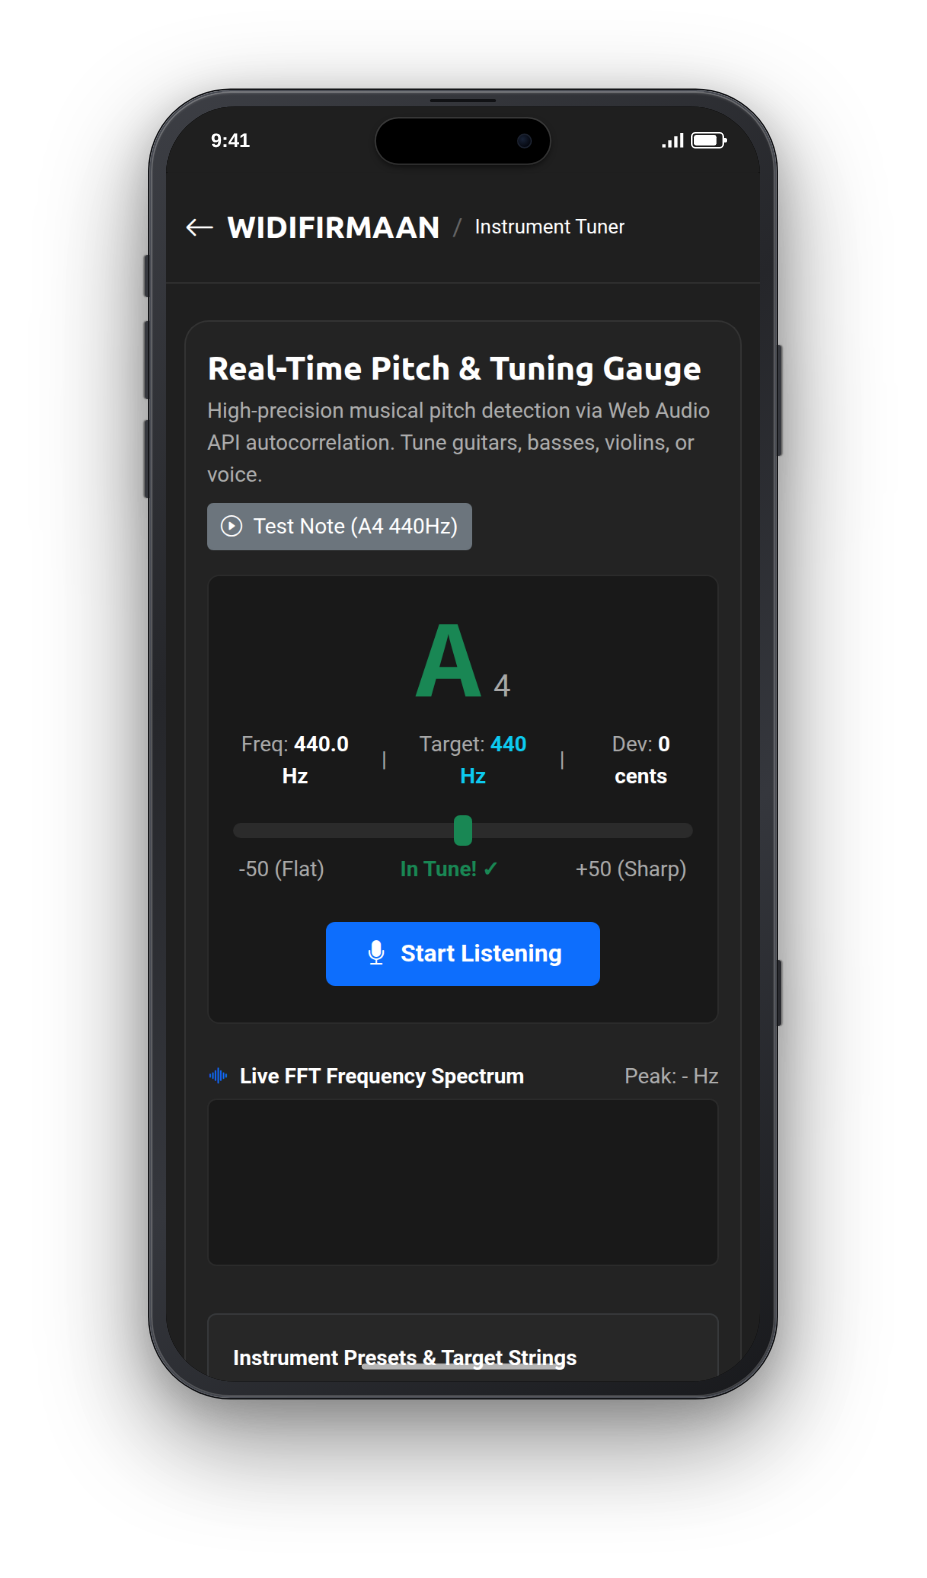 9:41
WIDIFIRMAAN / Instrument Tuner
Real-Time Pitch & Tuning Gauge
High-precision musical pitch detection via Web Audio
API autocorrelation. Tune guitars, basses, violins, or
voice.
Test Note (A4 440Hz)
A 4
Freq: 440.0 Hz | Target: 440 Hz | Dev: 0 cents
-50 (Flat) In Tune! ✓ +50 (Sharp)
Start Listening
Live FFT Frequency Spectrum Peak: - Hz
Instrument Presets & Target Strings